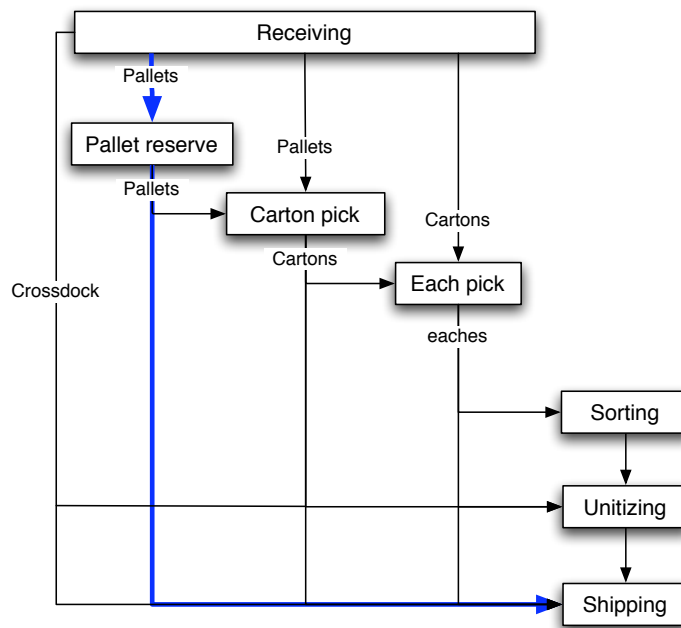 Receiving
Pallets
Pallet reserve
Pallets
Pallets
Carton pick
Cartons
Cartons
Each pick
Crossdock
eaches
Sorting
Unitizing
Shipping